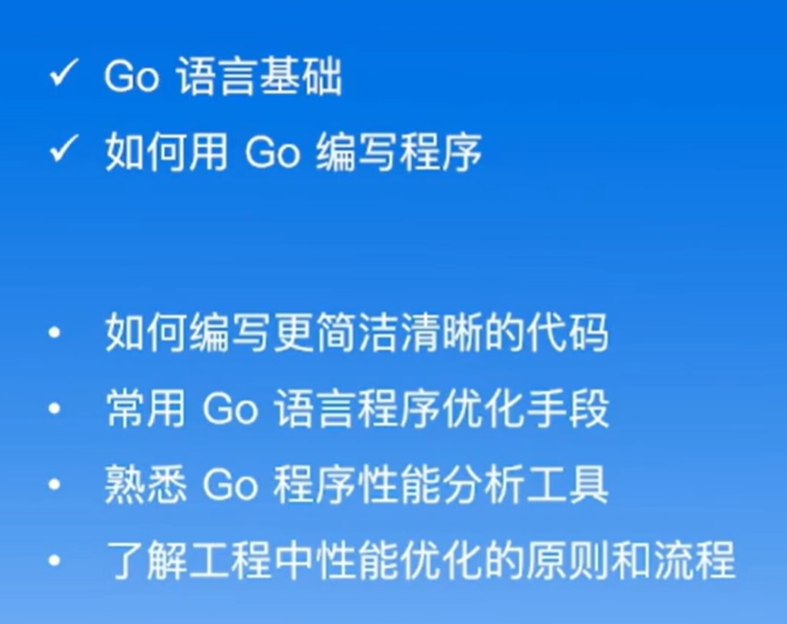 ✓ Go 语言基础
✓ 如何用 Go 编写程序
• 如何编写更简洁清晰的代码
• 常用 Go 语言程序优化手段
• 熟悉 Go 程序性能分析工具
• 了解工程中性能优化的原则和流程